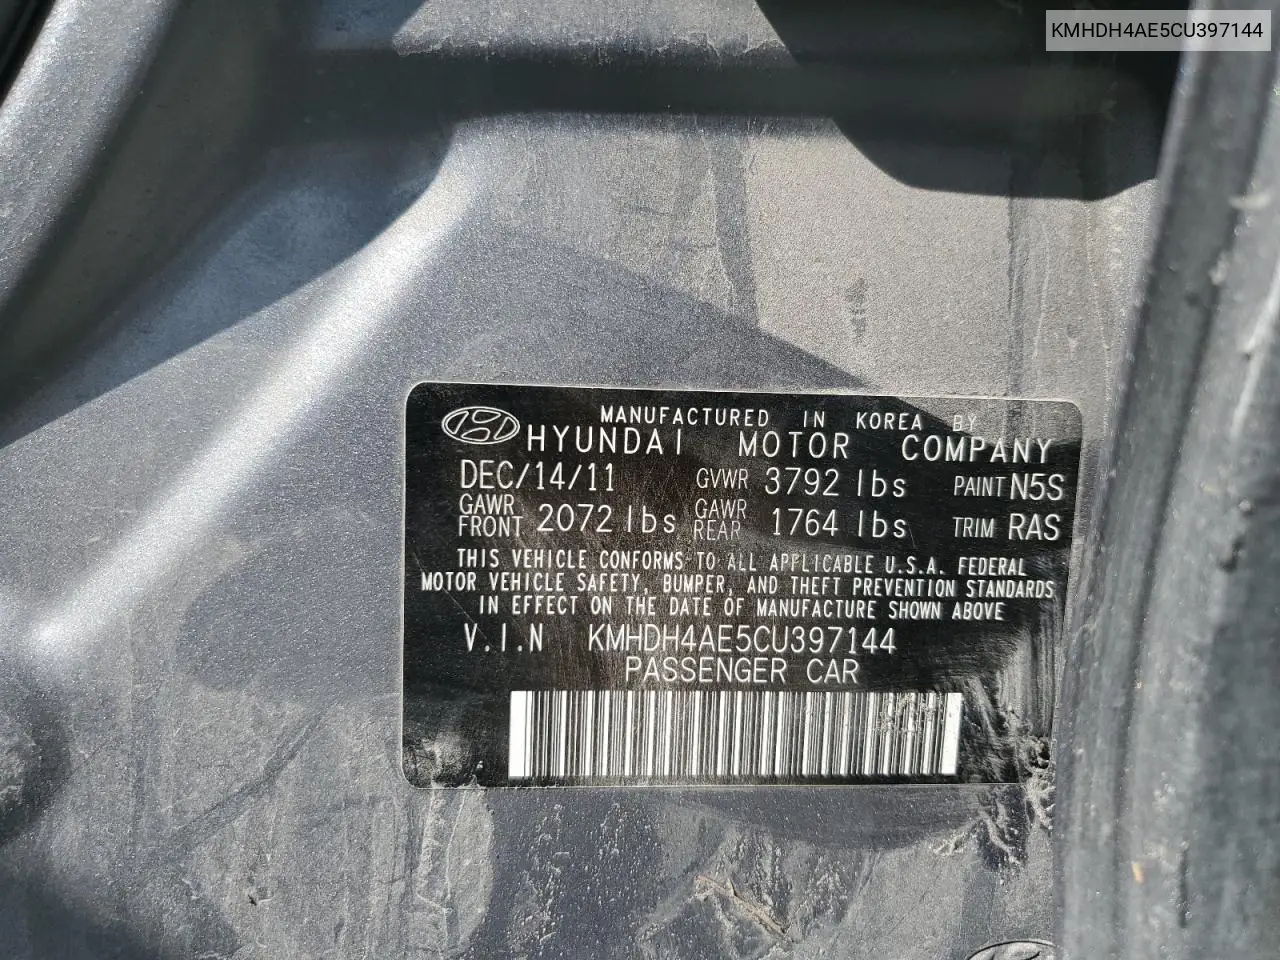 KMHDH4AE5CU397144
MANUFACTURED IN KOREA BY
HYUNDAI MOTOR COMPANY
DEC/14/11 GVWR 3792 lbs PAINT N5S
GAWR FRONT 2072 lbs GAWR REAR 1764 lbs TRIM RAS
THIS VEHICLE CONFORMS TO ALL APPLICABLE U.S.A. FEDERAL
MOTOR VEHICLE SAFETY, BUMPER, AND THEFT PREVENTION STANDARDS
IN EFFECT ON THE DATE OF MANUFACTURE SHOWN ABOVE
V.I.N KMHDH4AE5CU397144
PASSENGER CAR